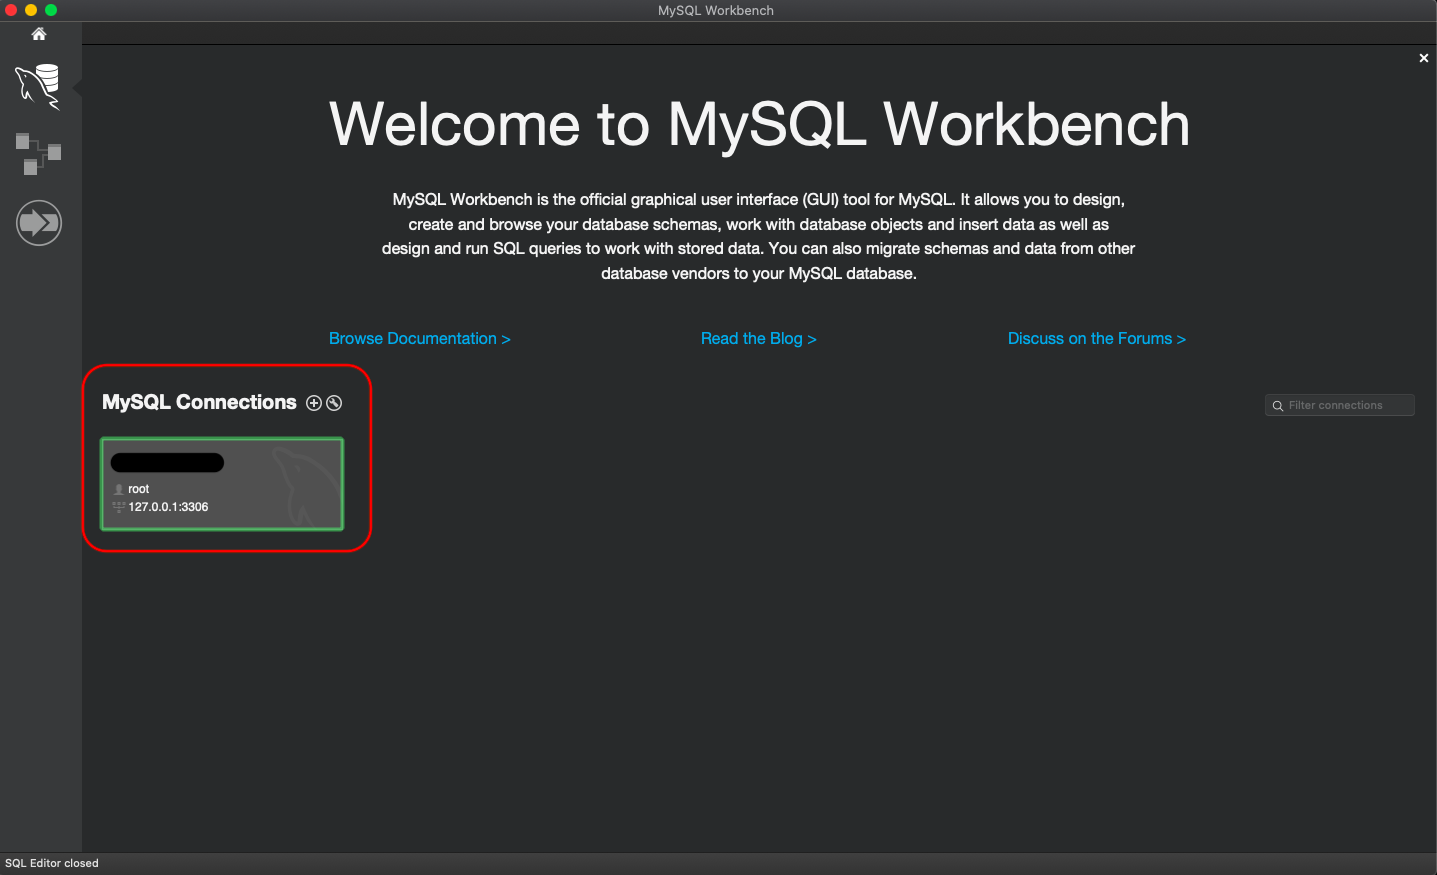 MySQL Workbench
Welcome to MySQL Workbench
MySQL Workbench is the official graphical user interface (GUI) tool for MySQL. It allows you to design,
create and browse your database schemas, work with database objects and insert data as well as
design and run SQL queries to work with stored data. You can also migrate schemas and data from other
database vendors to your MySQL database.
Browse Documentation >
Read the Blog >
Discuss on the Forums >
MySQL Connections
Filter connections
root
127.0.0.1:3306
SQL Editor closed